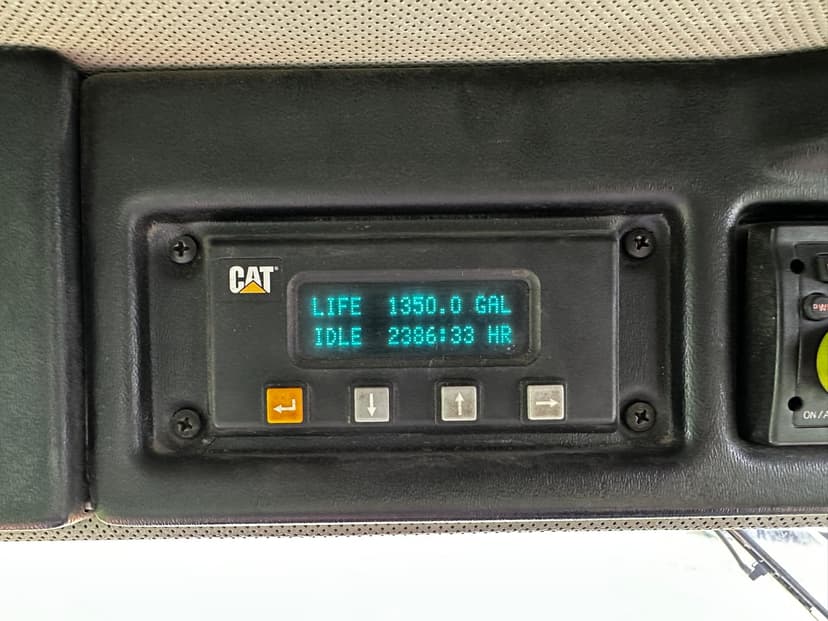 CAT
LIFE 1350.0 GAL
IDLE 2386:33 HR